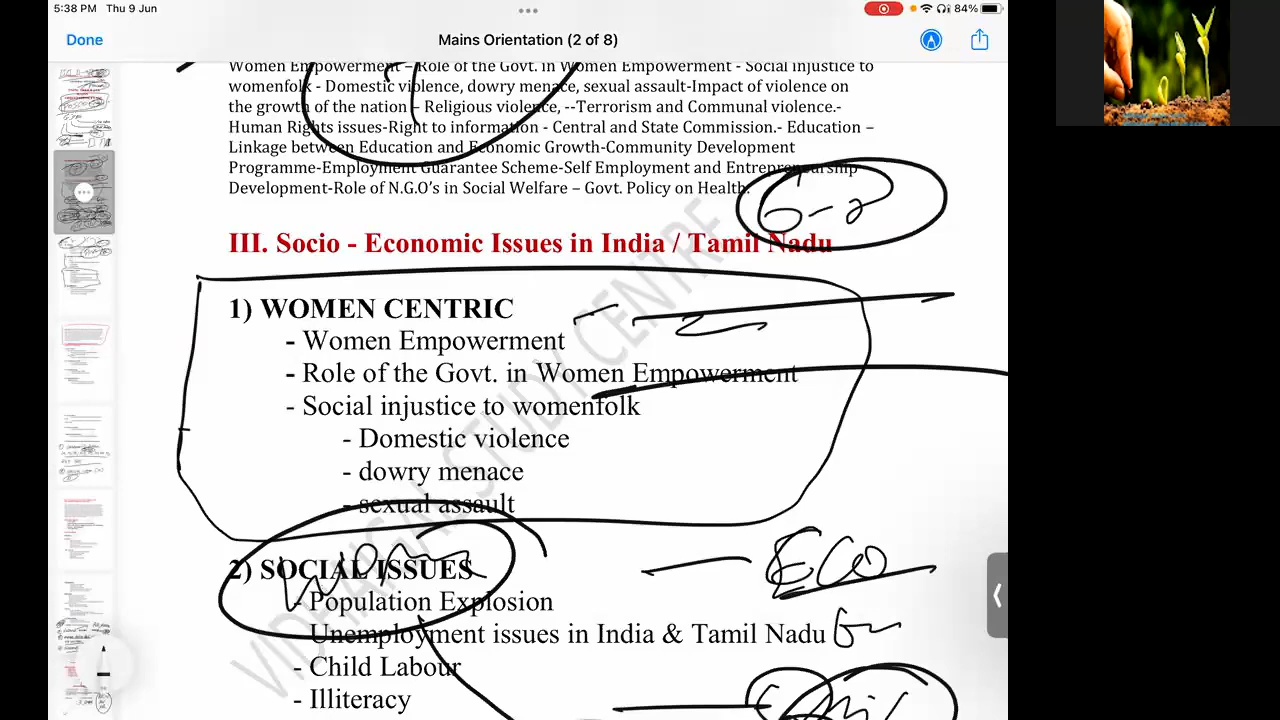 5:38 PM Thu 9 Jun
84%
Done
Mains Orientation (2 of 8)
Women Empowerment – Role of the Govt. in Women Empowerment - Social injustice to
womenfolk - Domestic violence, dowry menace, sexual assault-Impact of violence on
the growth of the nation – Religious violence, --Terrorism and Communal violence.-
Human Rights issues-Right to information - Central and State Commission.- Education –
Linkage between Education and Economic Growth-Community Development
Programme-Employment Guarantee Scheme-Self Employment and Entrepreneurship
Development-Role of N.G.O's in Social Welfare – Govt. Policy on Health.
III. Socio - Economic Issues in India / Tamil Nadu
1) WOMEN CENTRIC
- Women Empowerment
- Role of the Govt. in Women Empowerment
- Social injustice to womenfolk
- Domestic violence
- dowry menace
- sexual assault
2) SOCIAL ISSUES
ECO
- Population Explosion
- Unemployment issues in India & Tamil Nadu
- Child Labour
- Illiteracy
STUDY CENTRE